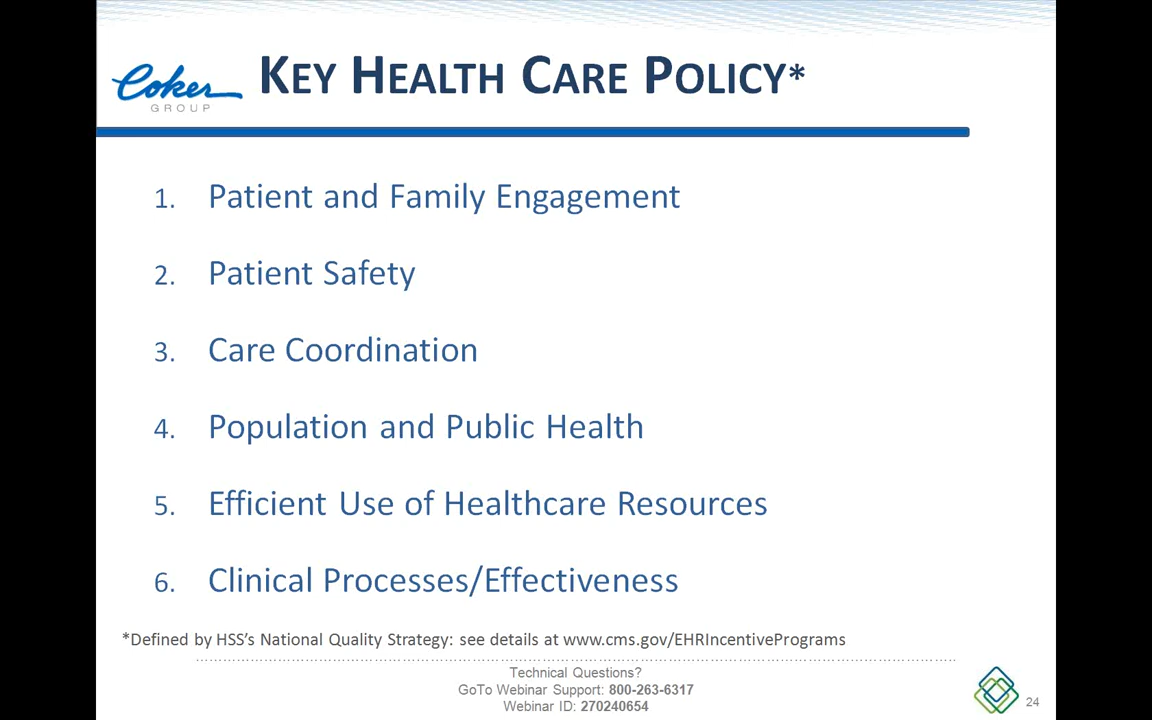 Coker
GROUP
KEY HEALTH CARE POLICY*
1. Patient and Family Engagement
2. Patient Safety
3. Care Coordination
4. Population and Public Health
5. Efficient Use of Healthcare Resources
6. Clinical Processes/Effectiveness
*Defined by HSS's National Quality Strategy: see details at www.cms.gov/EHRIncentivePrograms
Technical Questions?
GoTo Webinar Support: 800-263-6317
Webinar ID: 270240654
24